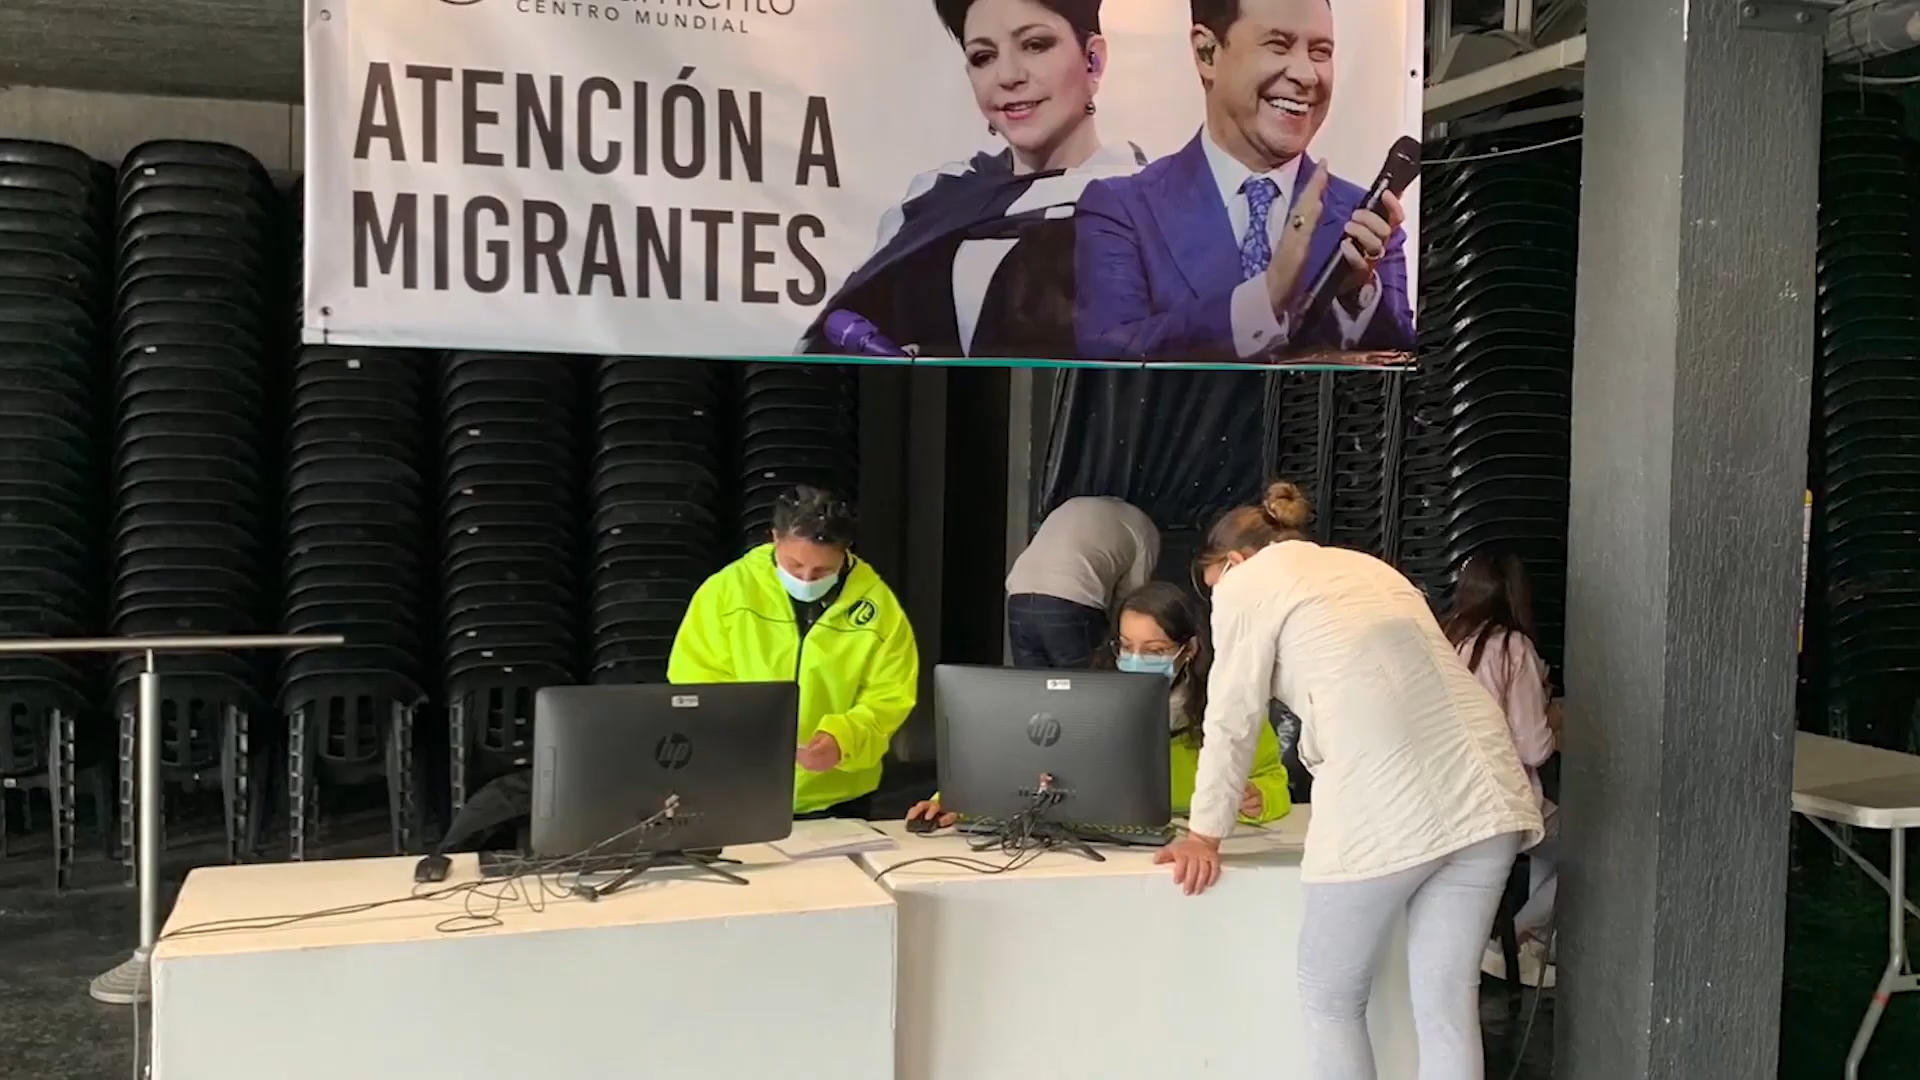 CENTRO MUNDIAL
ATENCIÓN A
MIGRANTES
hp
hp